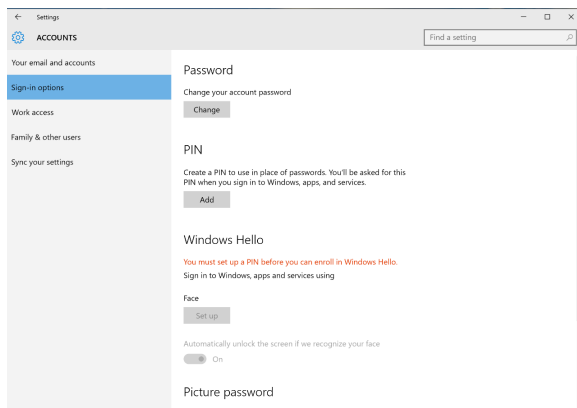 Settings
ACCOUNTS
Find a setting
Your email and accounts
Sign-in options
Work access
Family & other users
Sync your settings
Password
Change your account password
Change
PIN
Create a PIN to use in place of passwords. You'll be asked for this
PIN when you sign in to Windows, apps, and services.
Add
Windows Hello
You must set up a PIN before you can enroll in Windows Hello.
Sign in to Windows, apps and services using
Face
Set up
Automatically unlock the screen if we recognize your face
On
Picture password